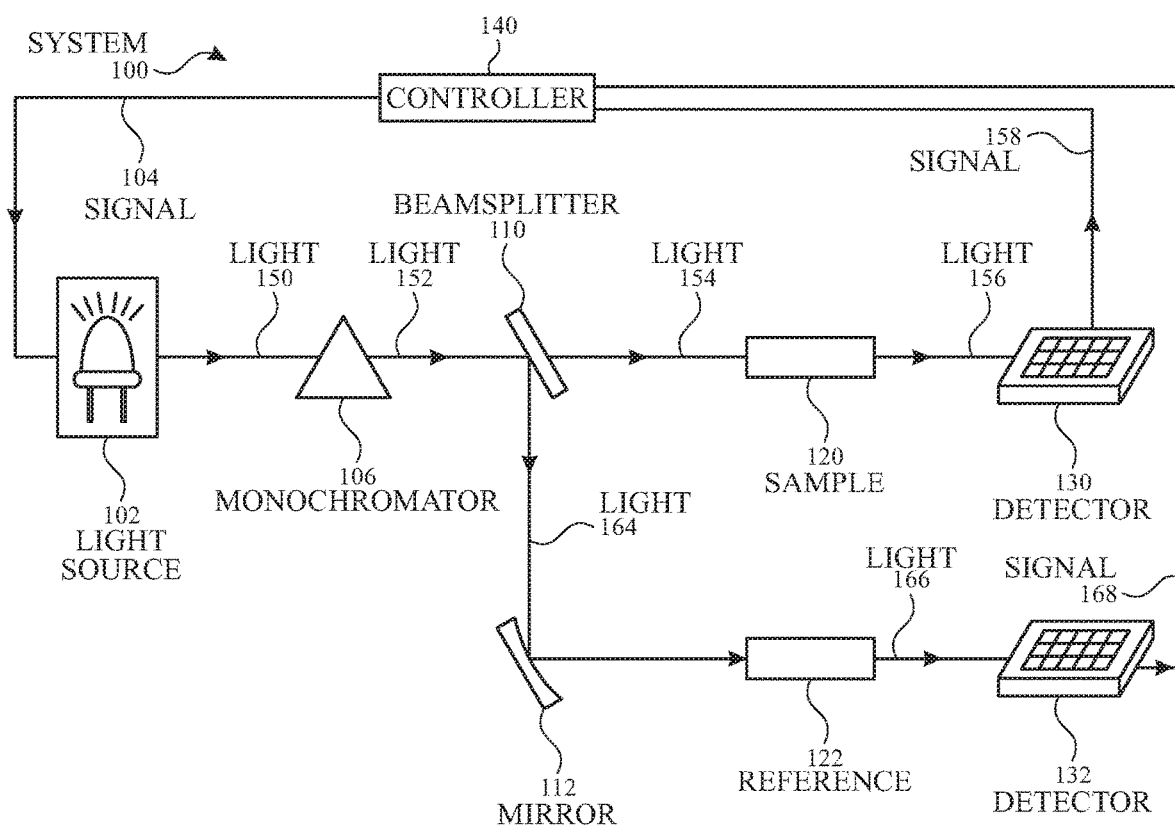 SYSTEM
100
140
CONTROLLER
104
SIGNAL
158
SIGNAL
BEAMSPLITTER
110
LIGHT
150
LIGHT
152
LIGHT
154
LIGHT
156
102
LIGHT
SOURCE
106
MONOCHROMATOR
120
SAMPLE
130
DETECTOR
LIGHT
164
LIGHT
166
SIGNAL
168
112
MIRROR
122
REFERENCE
132
DETECTOR